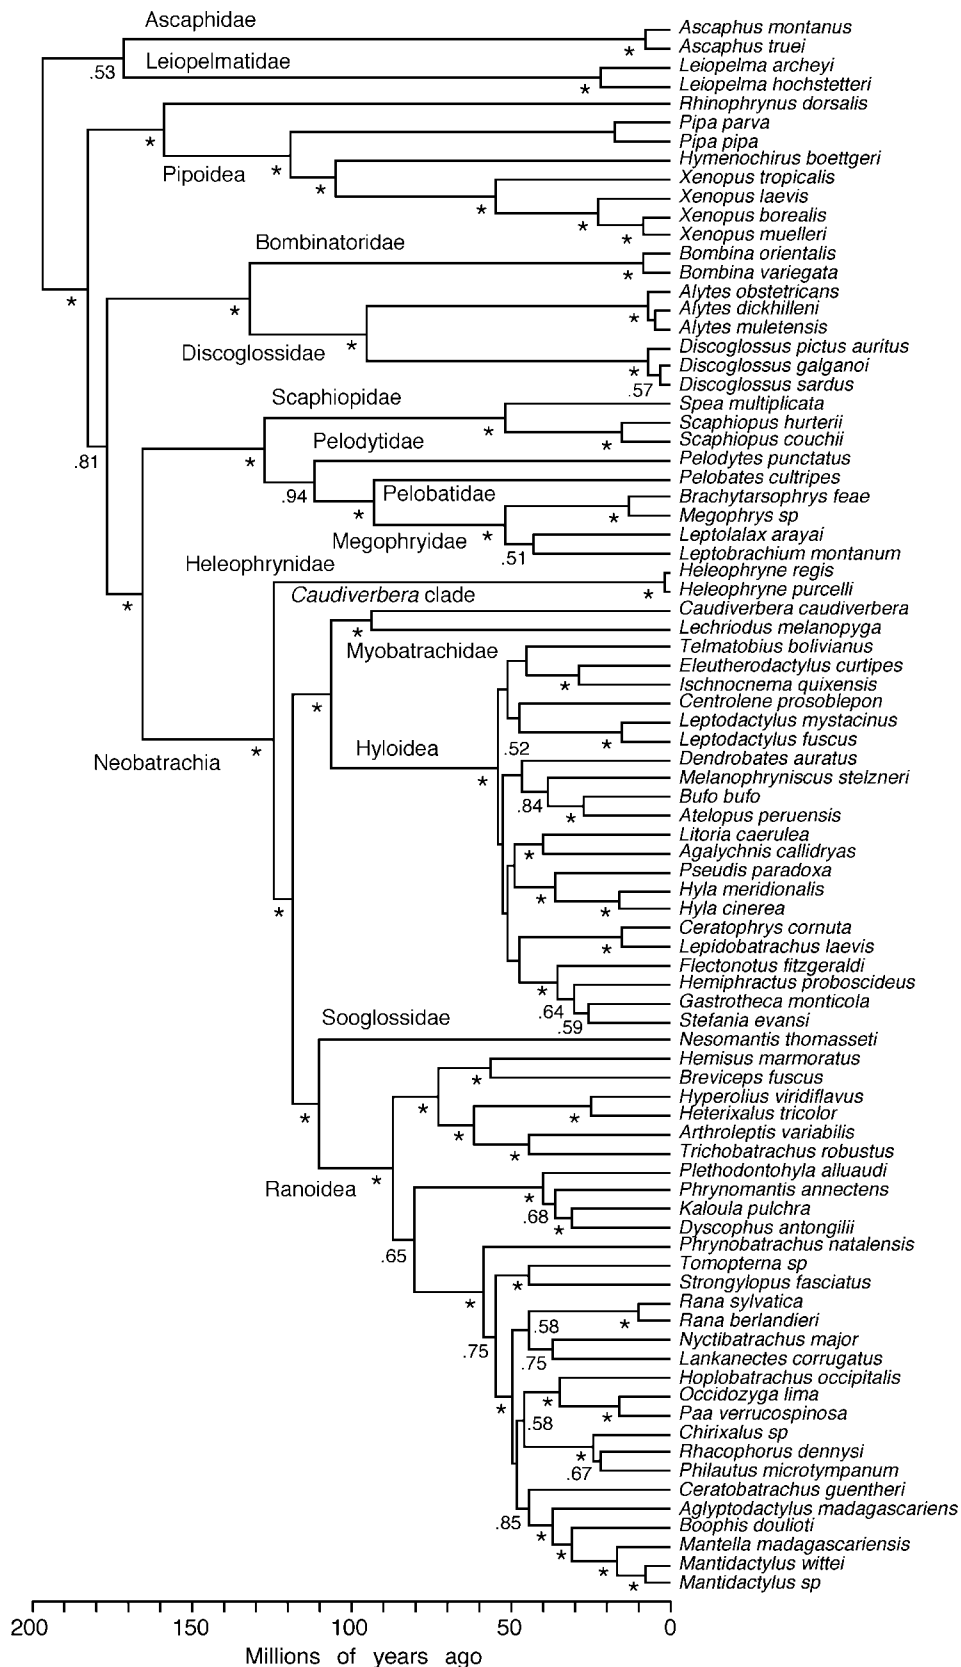 Ascaphidae
Ascaphus montanus
Ascaphus truei
*
.53
Leiopelmatidae
Leiopelma archeyi
Leiopelma hochstetteri
*
Rhinophrynus dorsalis
*
Pipa parva
Pipa pipa
*
Pipoidea
Hymenochirus boettgeri
*
Xenopus tropicalis
*
Xenopus laevis
*
Xenopus borealis
Xenopus muelleri
*
Bombinatoridae
Bombina orientalis
Bombina variegata
*
*
*
Alytes obstetricans
Alytes dickhilleni
*
Alytes muletensis
Discoglossidae
*
Discoglossus pictus auritus
Discoglossus galganoi
*
Discoglossus sardus
.57
Scaphiopidae
Spea multiplicata
*
Scaphiopus hurterii
Scaphiopus couchii
*
.81
*
Pelodytidae
Pelodytes punctatus
.94
Pelobates cultripes
Pelobatidae
*
Brachytarsophrys feae
Megophrys sp
*
Megophryidae
*
Leptolalax arayai
Leptobrachium montanum
.51
Heleophrynidae
Heleophryne regis
Heleophryne purcelli
*
*
Caudiverbera clade
Caudiverbera caudiverbera
Lechriodus melanopyga
*
Myobatrachidae
Telmatobius bolivianus
Eleutherodactylus curtipes
Ischnocnema quixensis
*
*
Centrolene prosoblepon
Leptodactylus mystacinus
Leptodactylus fuscus
*
Hyloidea
.52
*
Neobatrachia
*
Dendrobates auratus
Melanophryniscus stelzneri
.84
Bufo bufo
Atelopus peruensis
*
Litoria caerulea
Agalychnis callidryas
*
Pseudis paradoxa
*
Hyla meridionalis
Hyla cinerea
*
*
Ceratophrys cornuta
Lepidobatrachus laevis
*
Flectonotus fitzgeraldi
*
Hemiphractus proboscideus
.64
Gastrotheca monticola
Stefania evansi
.59
Sooglossidae
Nesomantis thomasseti
*
Hemisus marmoratus
Breviceps fuscus
*
*
Hyperolius viridiflavus
Heterixalus tricolor
*
*
Arthroleptis variabilis
Trichobatrachus robustus
*
Ranoidea
*
Plethodontohyla alluaudi
*
Phrynomantis annectens
.68
Kaloula pulchra
Dyscophus antongilii
*
.65
Phrynobatrachus natalensis
*
Tomopterna sp
Strongylopus fasciatus
*
.75
Rana sylvatica
Rana berlandieri
*
.58
Nyctibatrachus major
Lankanectes corrugatus
.75
*
Hoplobatrachus occipitalis
*
Occidozyga lima
Paa verrucospinosa
*
.58
Chirixalus sp
*
Rhacophorus dennysi
Philautus microtympanum
.67
Ceratobatrachus guentheri
.85
Aglyptodactylus madagascariens
*
Boophis doulioti
*
Mantella madagascariensis
*
Mantidactylus wittei
Mantidactylus sp
*
200 150 100 50 0
Millions of years ago